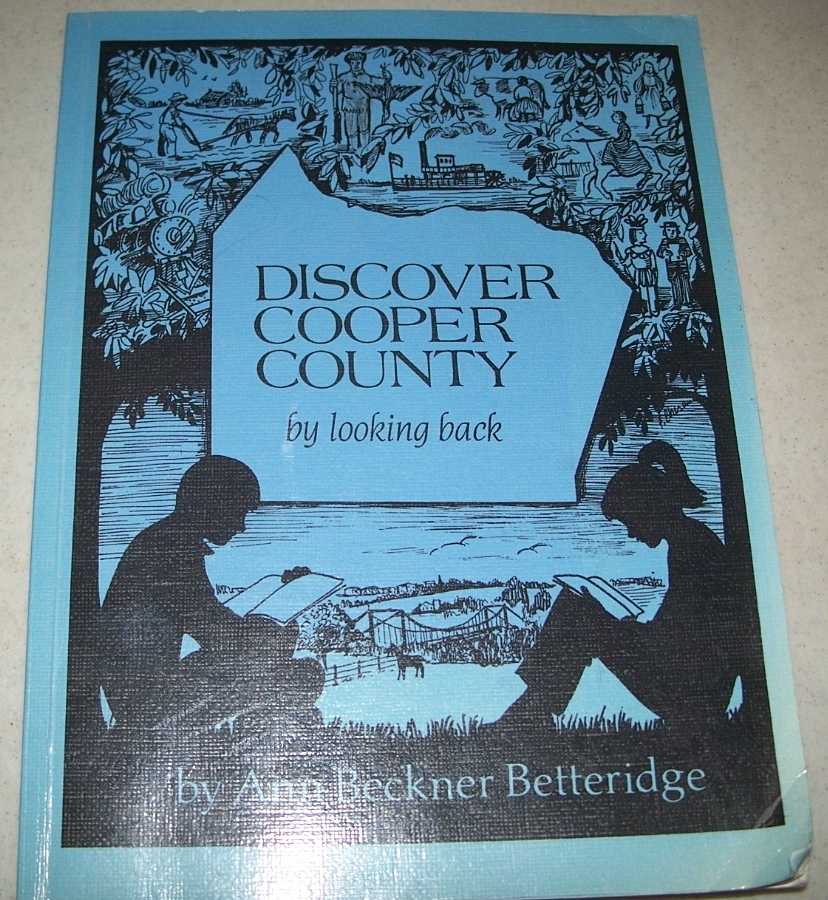 DISCOVER
COOPER
COUNTY
by looking back
by Ann Beckner Betteridge